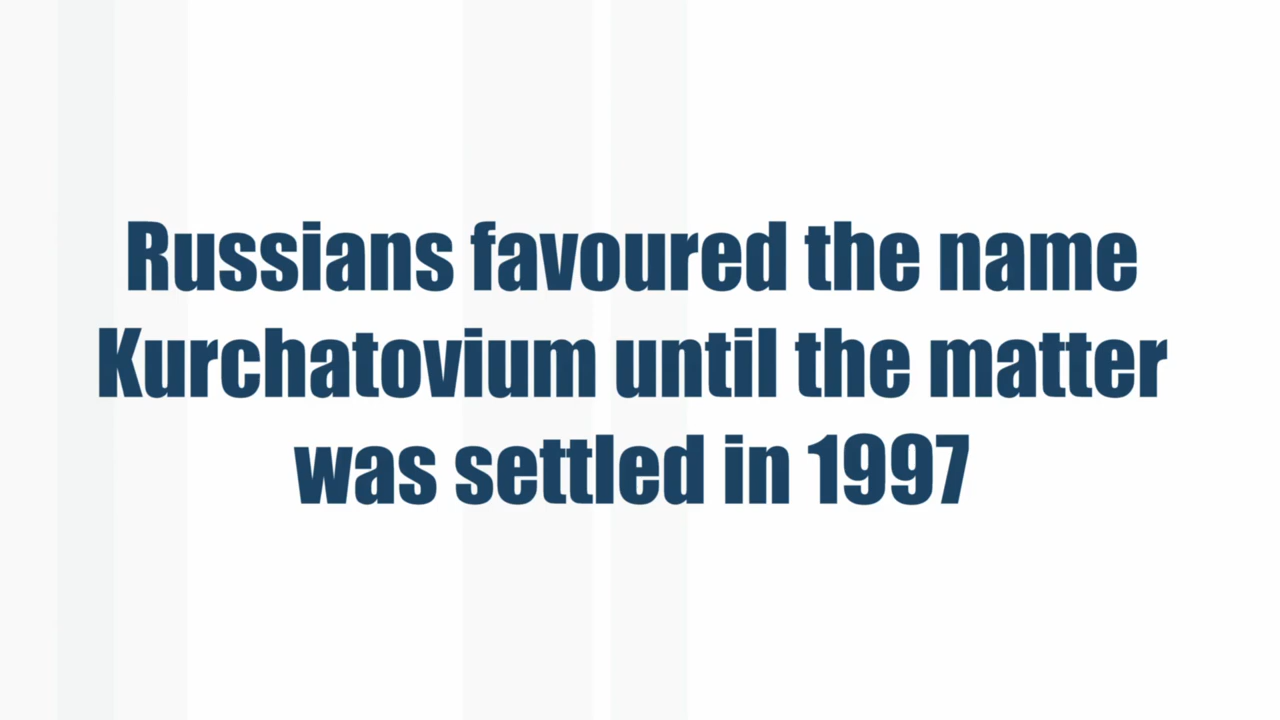 Russians favoured the name
Kurchatovium until the matter
was settled in 1997